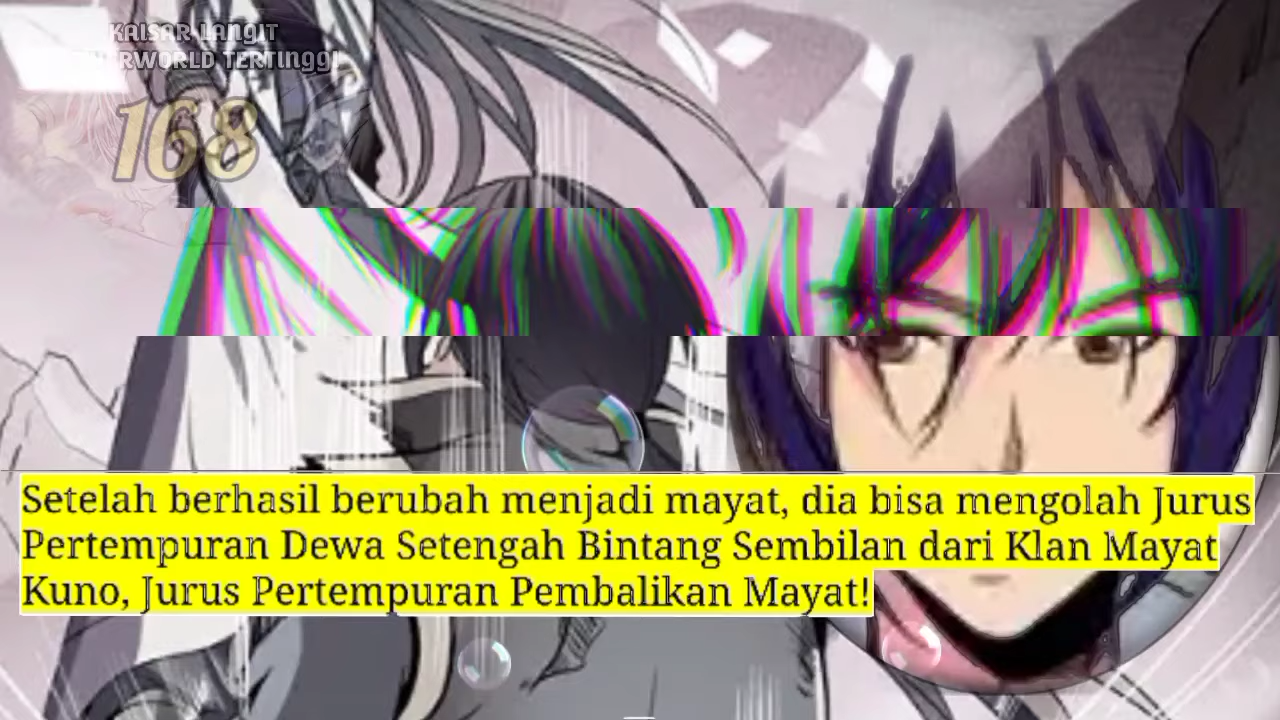 KAISAR LANGIT
TERTINGGI
168
Setelah berhasil berubah menjadi mayat, dia bisa mengolah Jurus
Pertempuran Dewa Setengah Bintang Sembilan dari Klan Mayat
Kuno, Jurus Pertempuran Pembalikan Mayat!